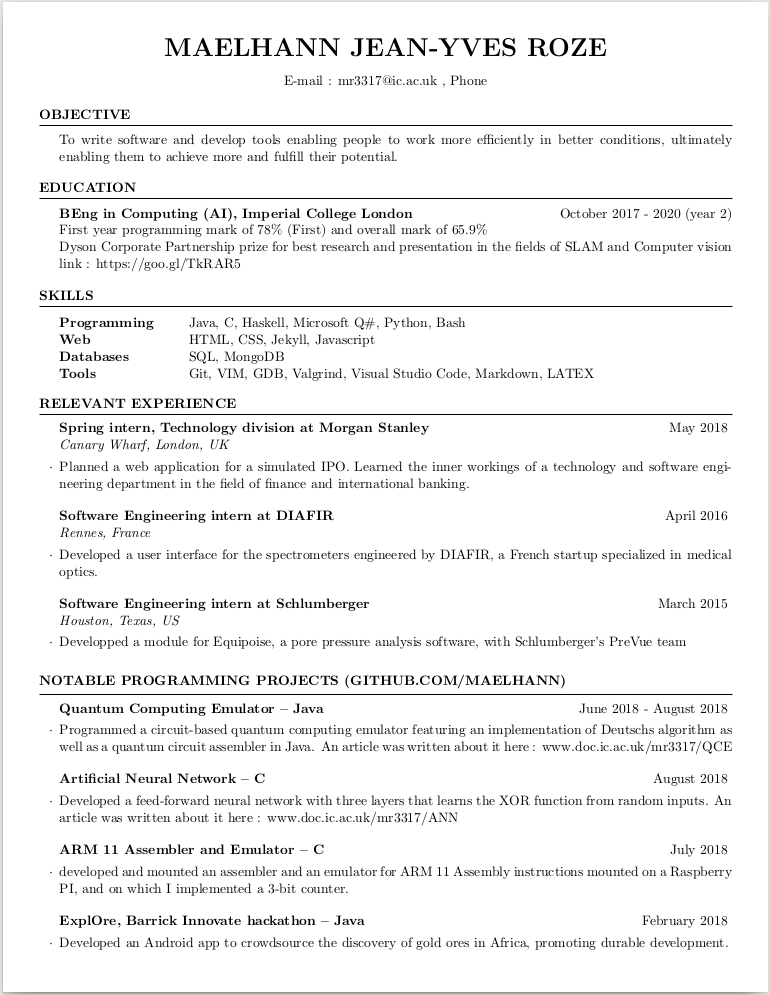 MAELHANN JEAN-YVES ROZE
E-mail : mr3317@ic.ac.uk , Phone
OBJECTIVE
To write software and develop tools enabling people to work more efficiently in better conditions, ultimately
enabling them to achieve more and fulfill their potential.
EDUCATION
BEng in Computing (AI), Imperial College London October 2017 - 2020 (year 2)
First year programming mark of 78% (First) and overall mark of 65.9%
Dyson Corporate Partnership prize for best research and presentation in the fields of SLAM and Computer vision
link : https://goo.gl/TkRAR5
SKILLS
Programming Java, C, Haskell, Microsoft Q#, Python, Bash
Web HTML, CSS, Jekyll, Javascript
Databases SQL, MongoDB
Tools Git, VIM, GDB, Valgrind, Visual Studio Code, Markdown, LATEX
RELEVANT EXPERIENCE
Spring intern, Technology division at Morgan Stanley May 2018
Canary Wharf, London, UK
· Planned a web application for a simulated IPO. Learned the inner workings of a technology and software engi-
neering department in the field of finance and international banking.
Software Engineering intern at DIAFIR April 2016
Rennes, France
· Developed a user interface for the spectrometers engineered by DIAFIR, a French startup specialized in medical
optics.
Software Engineering intern at Schlumberger March 2015
Houston, Texas, US
· Developped a module for Equipoise, a pore pressure analysis software, with Schlumberger's PreVue team
NOTABLE PROGRAMMING PROJECTS (GITHUB.COM/MAELHANN)
Quantum Computing Emulator – Java June 2018 - August 2018
· Programmed a circuit-based quantum computing emulator featuring an implementation of Deutschs algorithm as
well as a quantum circuit assembler in Java. An article was written about it here : www.doc.ic.ac.uk/mr3317/QCE
Artificial Neural Network – C August 2018
· Developed a feed-forward neural network with three layers that learns the XOR function from random inputs. An
article was written about it here : www.doc.ic.ac.uk/mr3317/ANN
ARM 11 Assembler and Emulator – C July 2018
· developed and mounted an assembler and an emulator for ARM 11 Assembly instructions mounted on a Raspberry
PI, and on which I implemented a 3-bit counter.
ExplOre, Barrick Innovate hackathon – Java February 2018
· Developed an Android app to crowdsource the discovery of gold ores in Africa, promoting durable development.